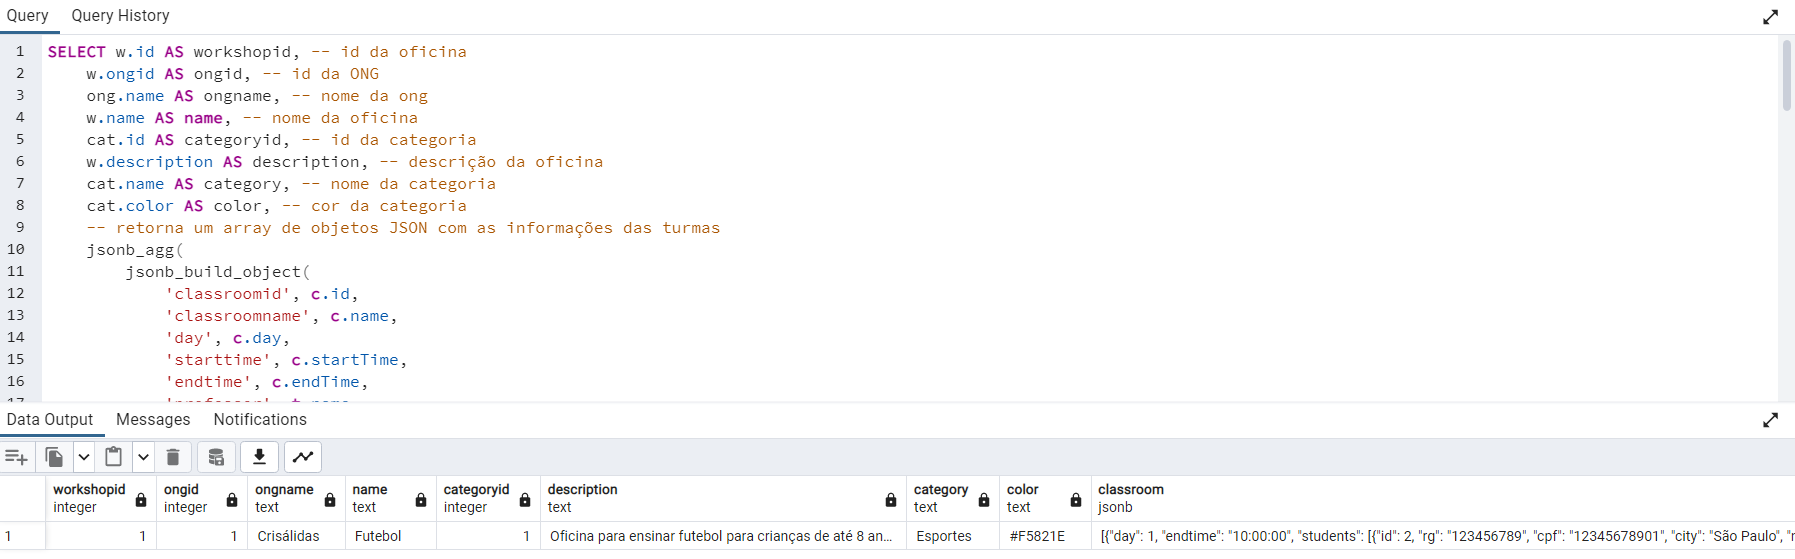 Query Query History
1 SELECT w.id AS workshopid, -- id da oficina
2 w.ongid AS ongid, -- id da ONG
3 ong.name AS ongname, -- nome da ong
4 w.name AS name, -- nome da oficina
5 cat.id AS categoryid, -- id da categoria
6 w.description AS description, -- descrição da oficina
7 cat.name AS category, -- nome da categoria
8 cat.color AS color, -- cor da categoria
9 -- retorna um array de objetos JSON com as informações das turmas
10 jsonb_agg(
11 jsonb_build_object(
12 'classroomid', c.id,
13 'classroomname', c.name,
14 'day', c.day,
15 'starttime', c.startTime,
16 'endtime', c.endTime,
Data Output Messages Notifications
workshopid ongid ongname name categoryid description category color classroom
integer integer text text integer text text text jsonb
1 1 1 Crisálidas Futebol 1 Oficina para ensinar futebol para crianças de até 8 an... Esportes #F5821E [{"day": 1, "endtime": "10:00:00", "students": [{"id": 2, "rg": "123456789", "cpf": "12345678901", "city": "São Paulo",